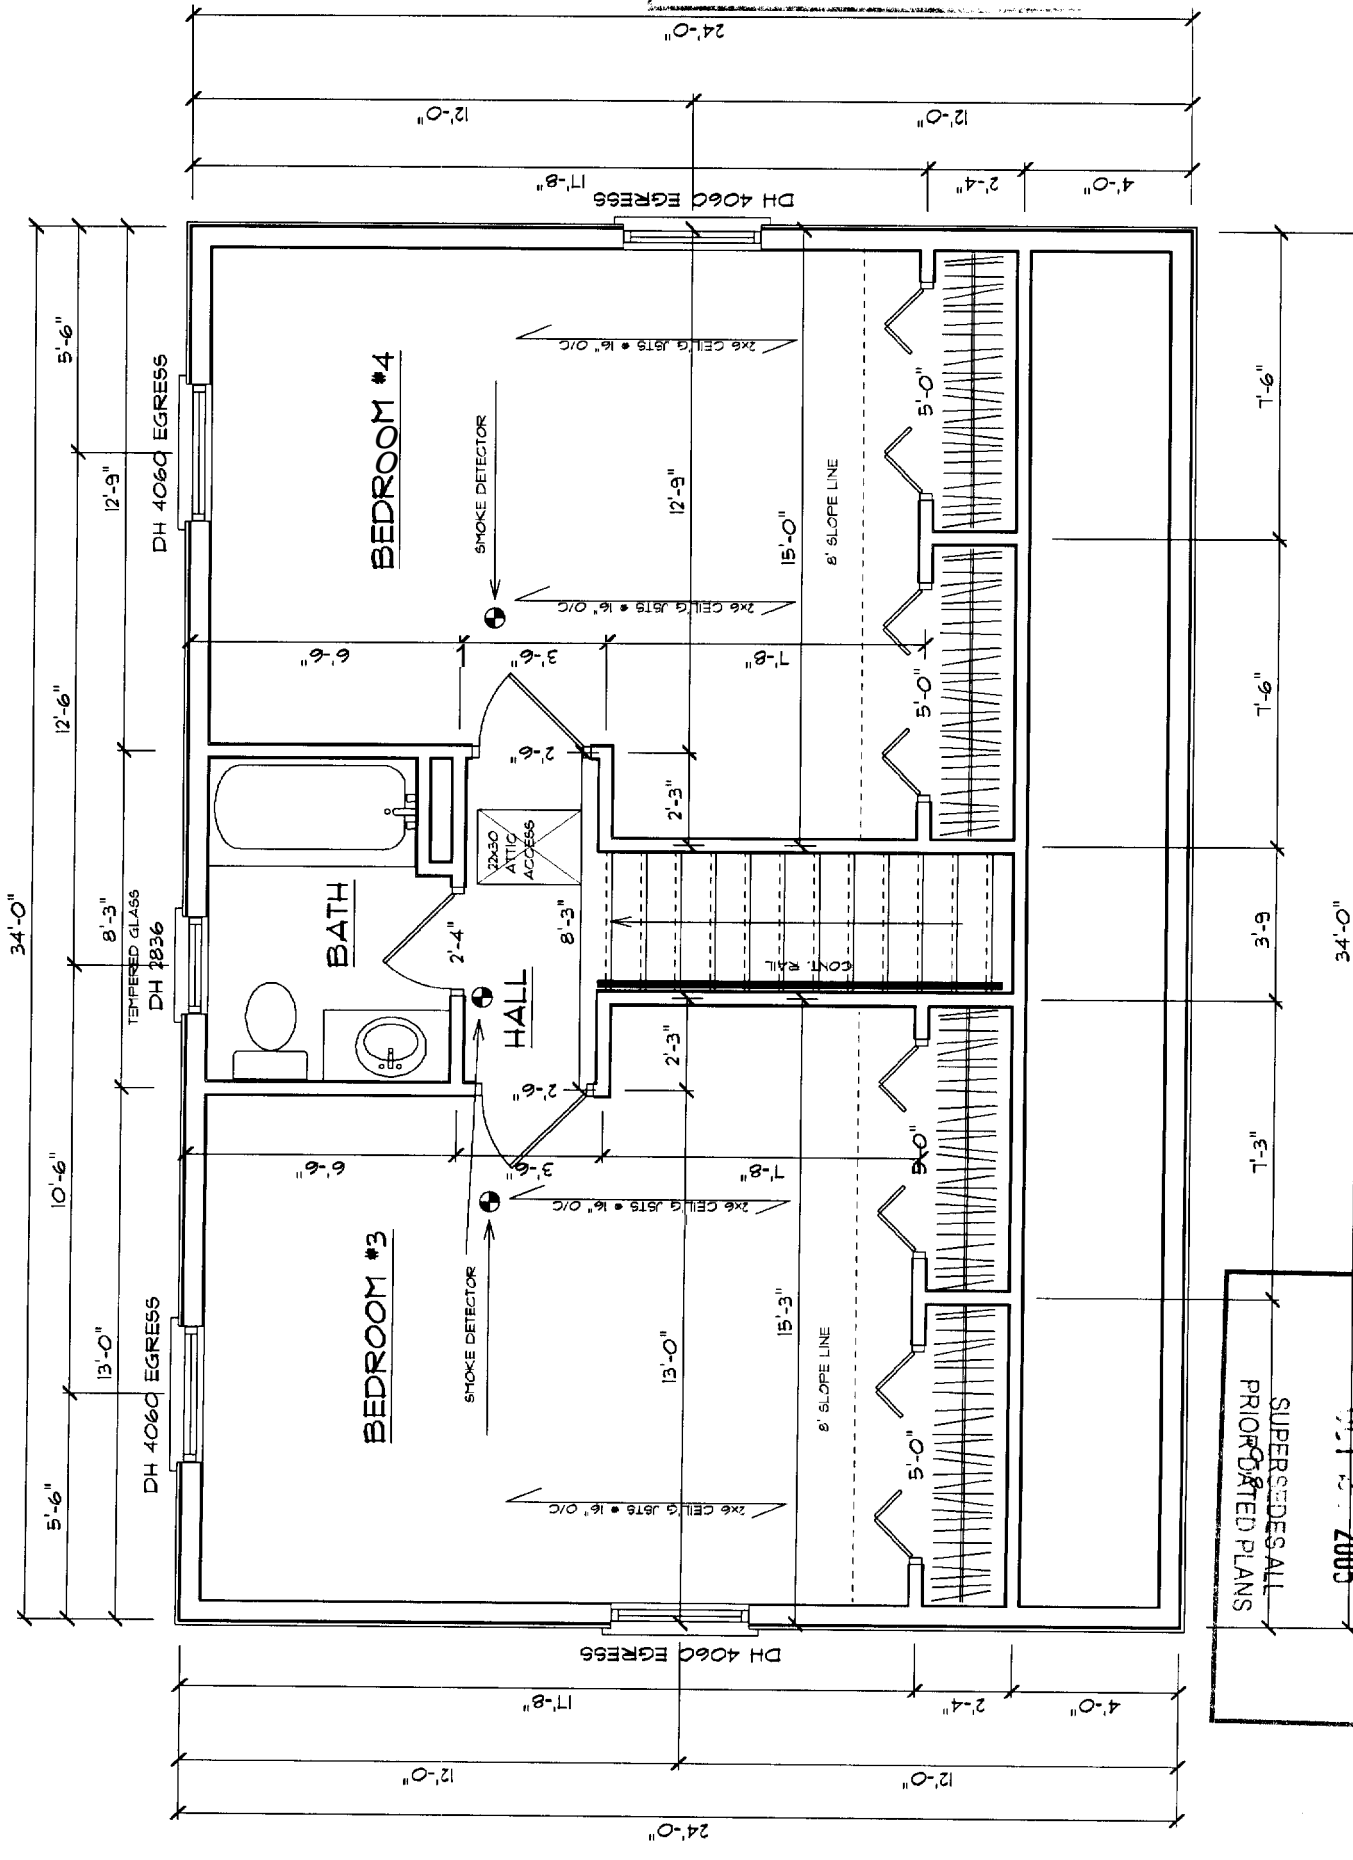 34'-0"
5'-6"
10'-6"
12'-6"
5'-6"
13'-0"
8'-3"
12'-9"
DH 4060 EGRESS
TEMPERED GLASS
DH 2836
DH 4060 EGRESS
24'-0"
12'-0"
12'-0"
17'-8"
2'-4"
4'-0"
DH 4060 EGRESS
BEDROOM #3
SMOKE DETECTOR
2x6 CEIL'G JSTS @ 16" O/C
2x6 CEIL'G JSTS @ 16" O/C
6'-6"
3'-6"
7'-8"
13'-0"
2'-3"
15'-3"
8' SLOPE LINE
5'-0"
5'-0"
BATH
2'-4"
HALL
2'-6"
2'-6"
22x30
ATTIC
ACCESS
8'-3"
CONT. RAIL
BEDROOM #4
SMOKE DETECTOR
2x6 CEIL'G JSTS @ 16" O/C
2x6 CEIL'G JSTS @ 16" O/C
6'-6"
3'-6"
7'-8"
2'-3"
12'-9"
15'-0"
8' SLOPE LINE
5'-0"
5'-0"
DH 4060 EGRESS
17'-8"
2'-4"
4'-0"
12'-0"
12'-0"
24'-0"
7'-3"
3'-9
7'-6"
7'-6"
34'-0"
SUPERSEDES ALL
PRIOR DATED PLANS